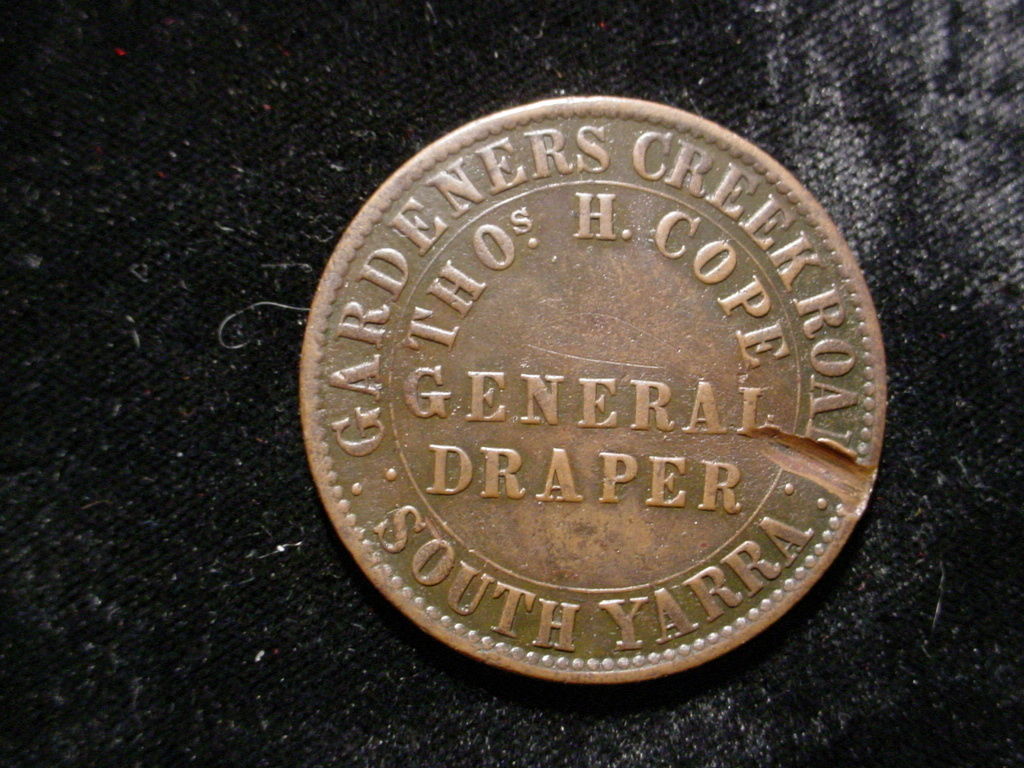 GARDENERS CREEK ROAD
THOS. H. COPE
GENERAL
DRAPER
SOUTH YARRA